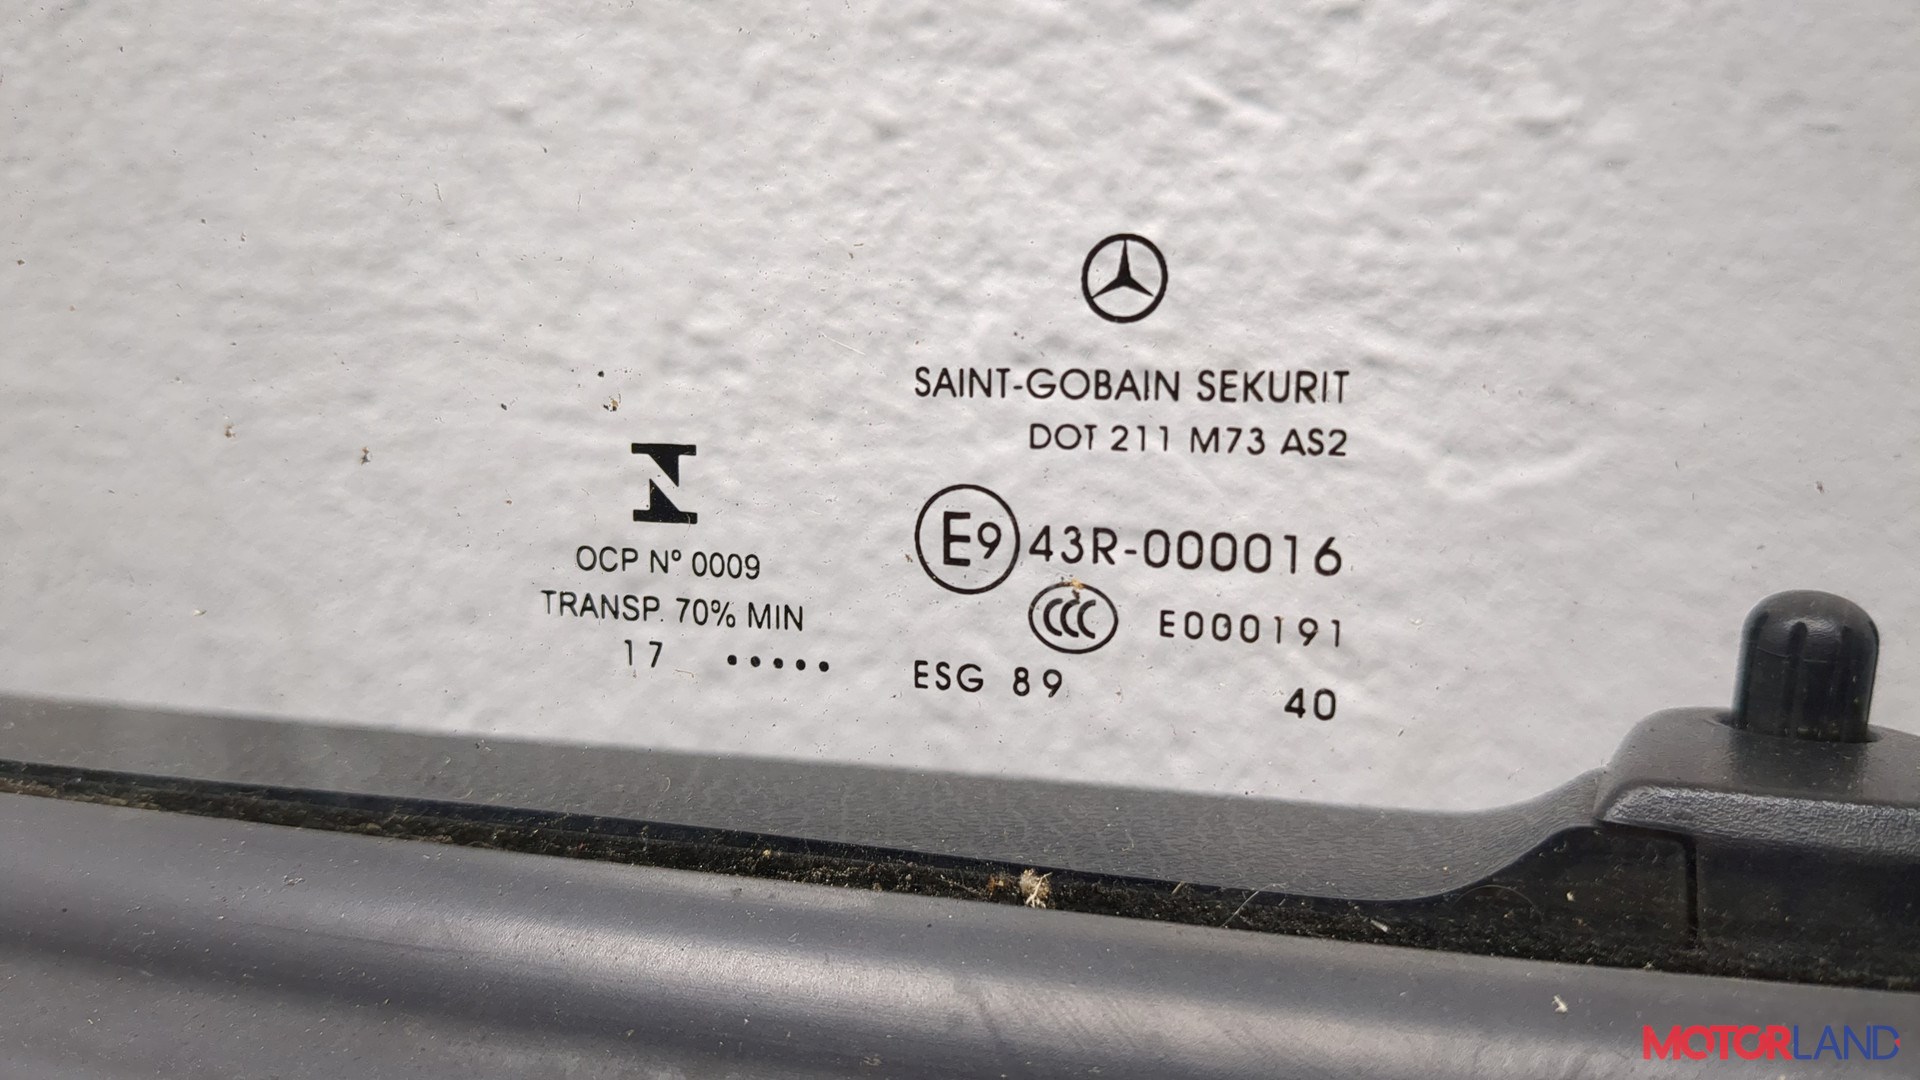 SAINT-GOBAIN SEKURIT
DOT 211 M73 AS2
E9 43R-000016
CCC E000191
ESG 89
40
N
OCP Nº 0009
TRANSP. 70% MIN
17 •••••
MOTORLAND